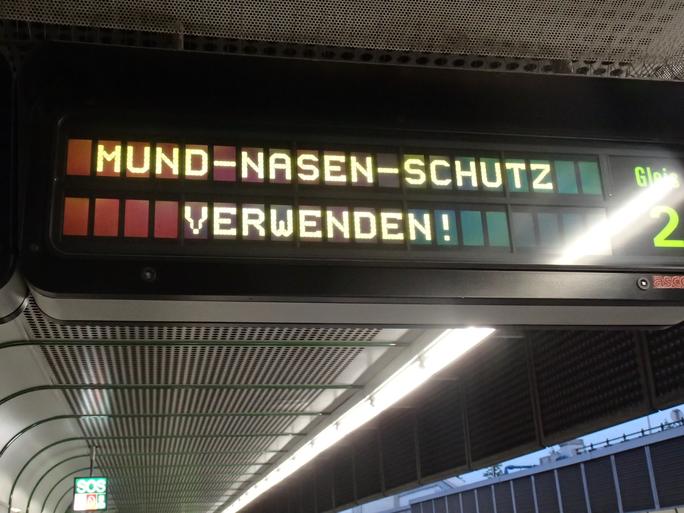 MUND-NASEN-SCHUTZ
VERWENDEN!
Gleis
2
SOS